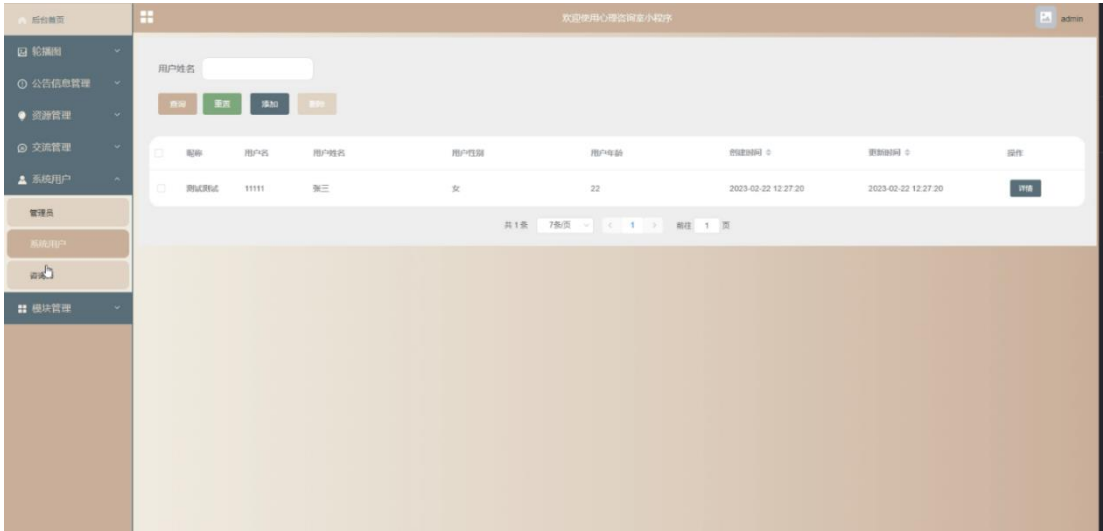 后台首页
欢迎使用心理咨询室小程序
admin
轮播图
公告信息管理
资源管理
交流管理
系统用户
管理员
系统用户
模块管理
用户姓名
查询 重置 添加 删除
昵称 用户名 用户姓名 用户性别 用户年龄 创建时间 更新时间 操作
测试测试 11111 张三 女 22 2023-02-22 12:27:20 2023-02-22 12:27:20 详情
共 1 条 7条/页 1 前往 1 页